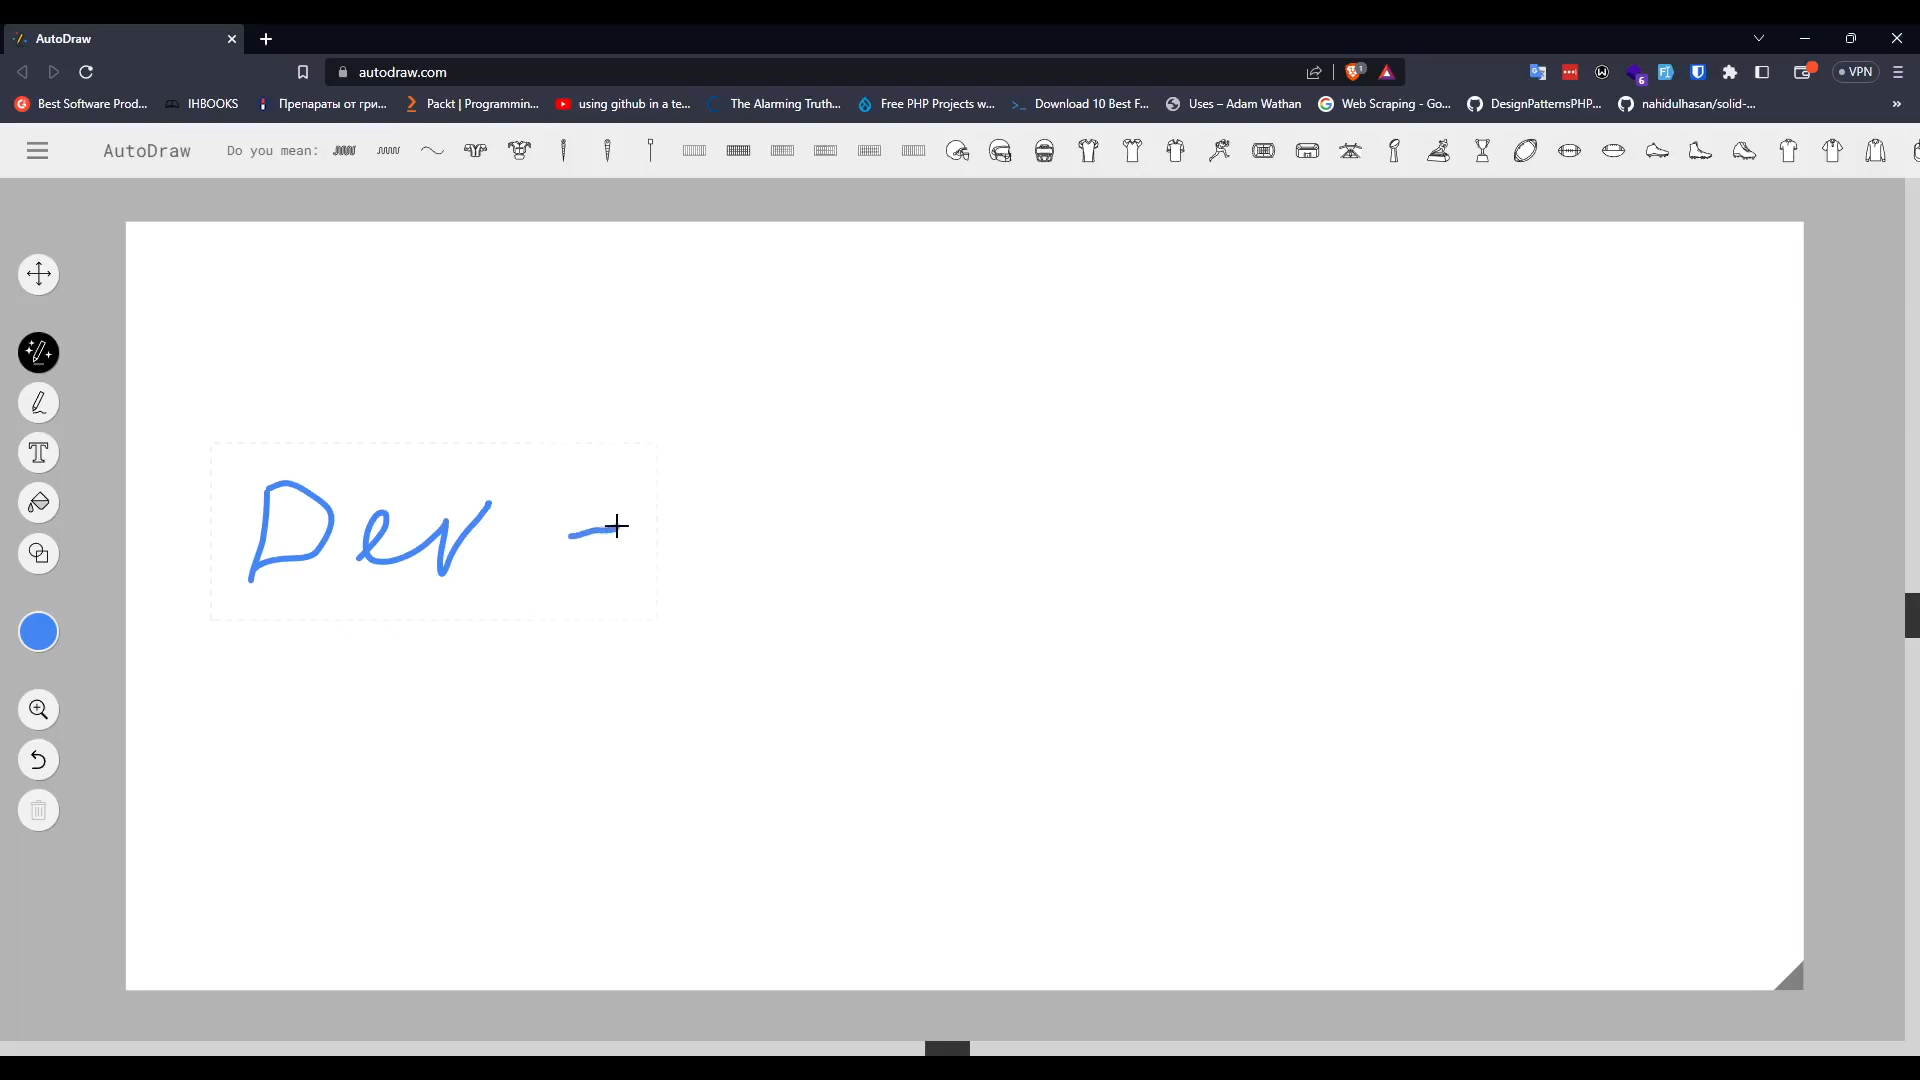 AutoDraw
autodraw.com
1
6
VPN
Best Software Prod...
IHBOOKS
Препараты от гри...
Packt | Programmin...
using github in a te...
The Alarming Truth...
Free PHP Projects w...
Download 10 Best F...
Uses – Adam Wathan
Web Scraping - Go...
DesignPatternsPHP...
nahidulhasan/solid-...
AutoDraw
Do you mean:
Dev -